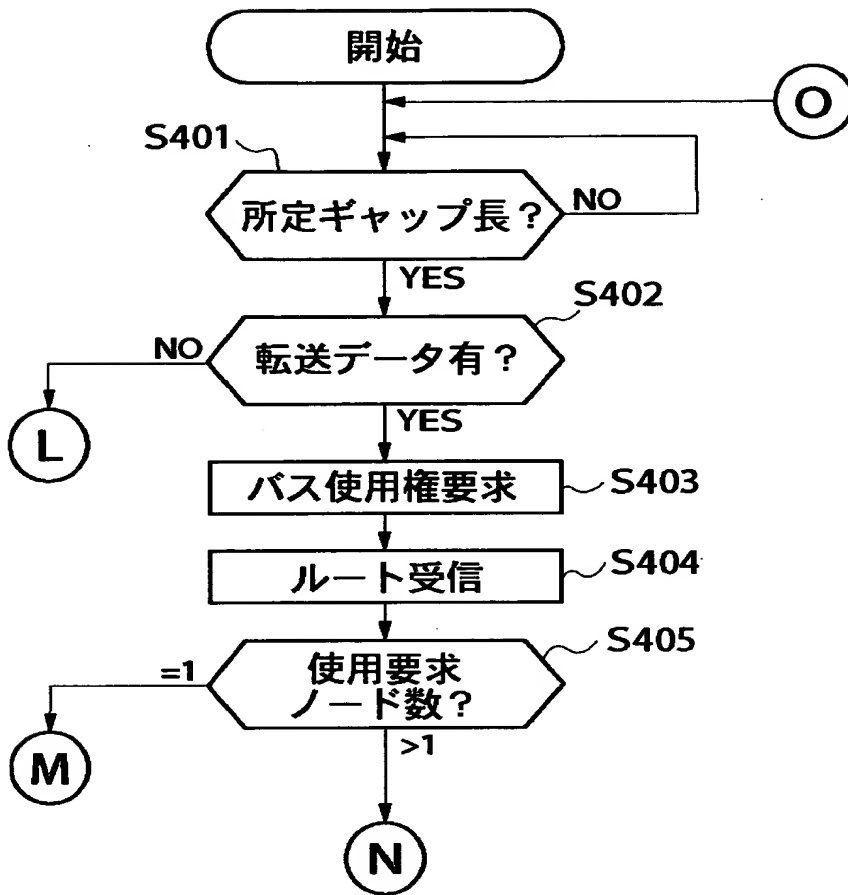 開始
O
S401
所定ギャップ長?
NO
YES
S402
転送データ有?
NO
YES
L
バス使用権要求
S403
ルート受信
S404
S405
使用要求
ノード数?
=1
>1
M
N